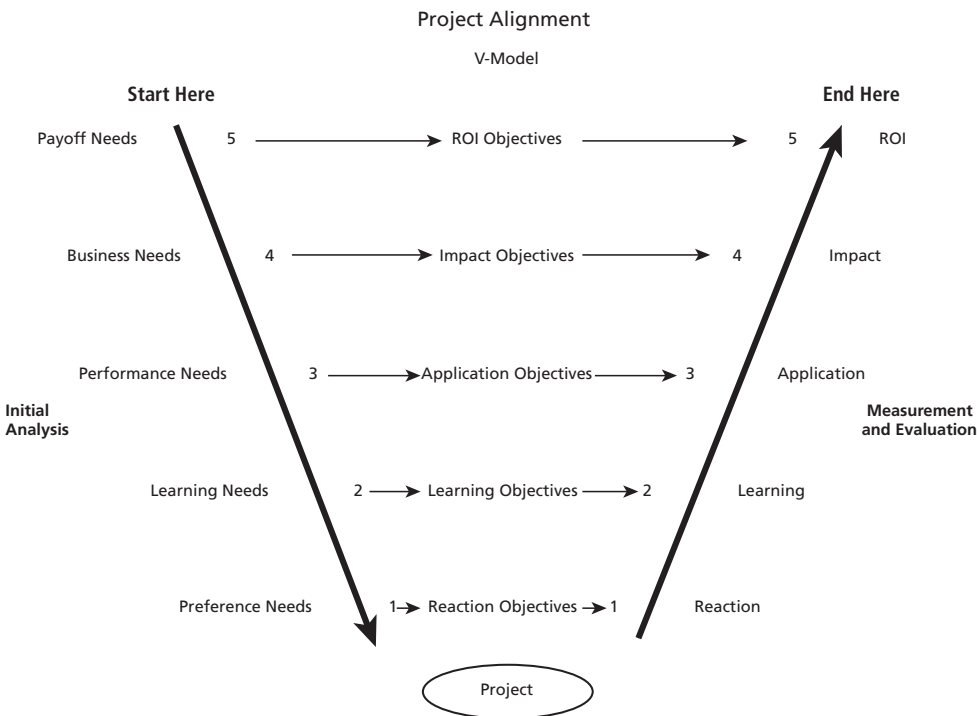 Project Alignment
V-Model
Start Here
End Here
Payoff Needs 5 ROI Objectives 5 ROI
Business Needs 4 Impact Objectives 4 Impact
Performance Needs 3 Application Objectives 3 Application
Initial
Analysis
Measurement
and Evaluation
Learning Needs 2 Learning Objectives 2 Learning
Preference Needs 1 Reaction Objectives 1 Reaction
Project